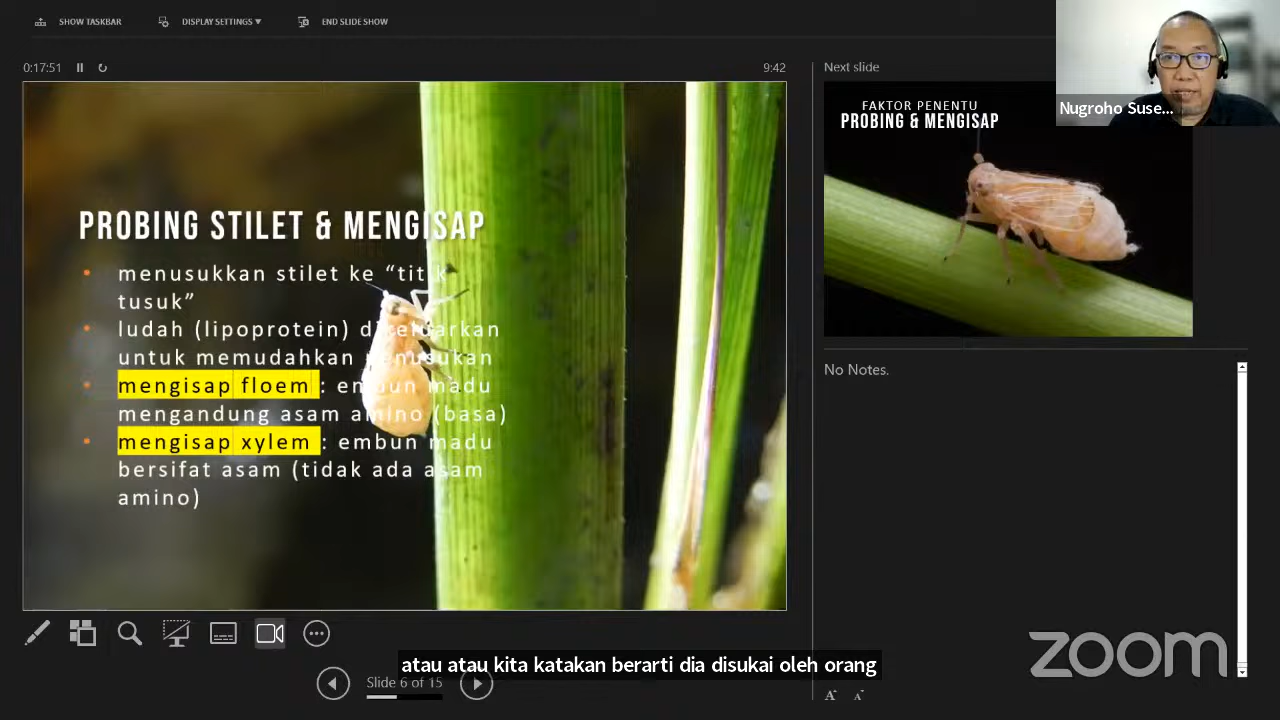 SHOW TASKBAR
DISPLAY SETTINGS ▼
END SLIDE SHOW
0:17:51
9:42
PROBING STILET & MENGISAP
• menusukkan stilet ke “titik
tusuk”
• ludah (lipoprotein) dikeluarkan
untuk memudahkan penusukan
• mengisap floem : embun madu
mengandung asam amino (basa)
• mengisap xylem : embun madu
bersifat asam (tidak ada asam
amino)
Next slide
FAKTOR PENENTU
PROBING & MENGISAP
Nugroho Suse...
No Notes.
atau atau kita katakan berarti dia disukai oleh orang
Slide 6 of 15
A A
zoom